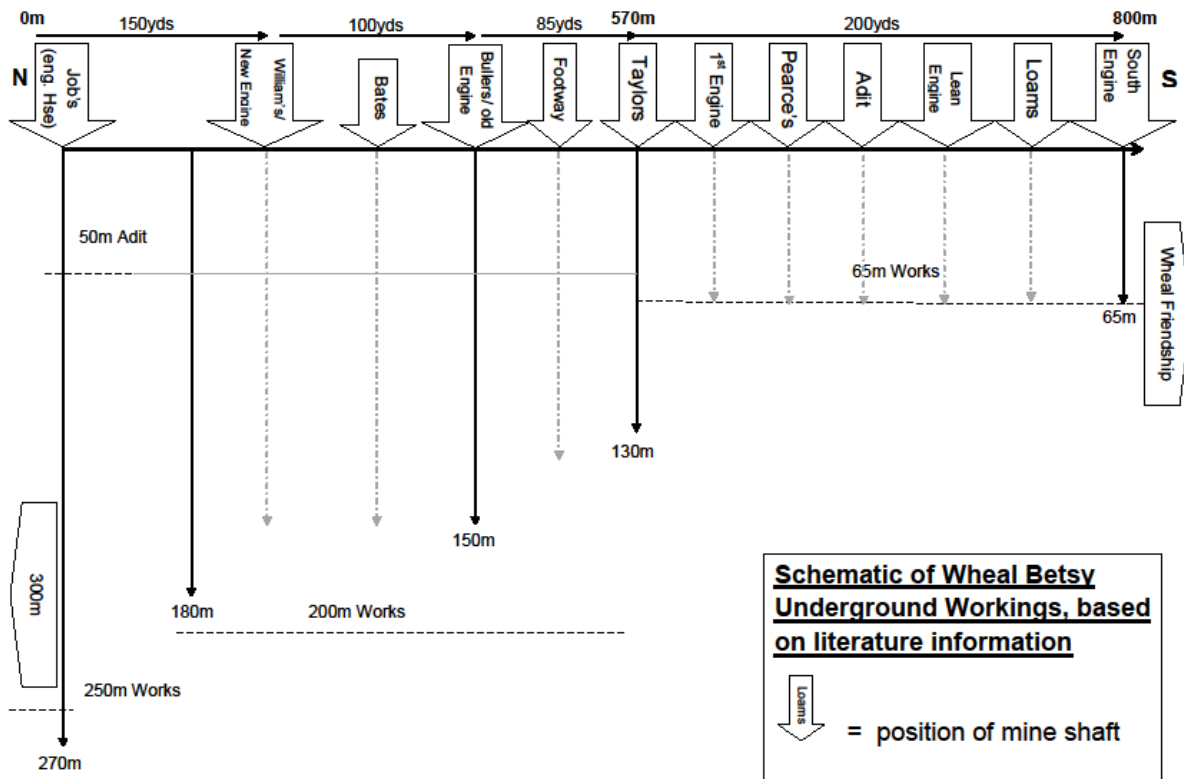 0m
150yds
100yds
85yds
570m
200yds
800m
N
Job's
(eng. Hse)
William's/
New Engine
Bates
Bullers/ old
Engine
Footway
Taylors
1st Engine
Pearce's
Adit
Lean
Engine
Loams
South
Engine
S
50m Adit
65m Works
65m
Wheal Friendship
130m
150m
300m
180m
200m Works
250m Works
270m
Schematic of Wheal Betsy
Underground Workings, based
on literature information
Loams
= position of mine shaft